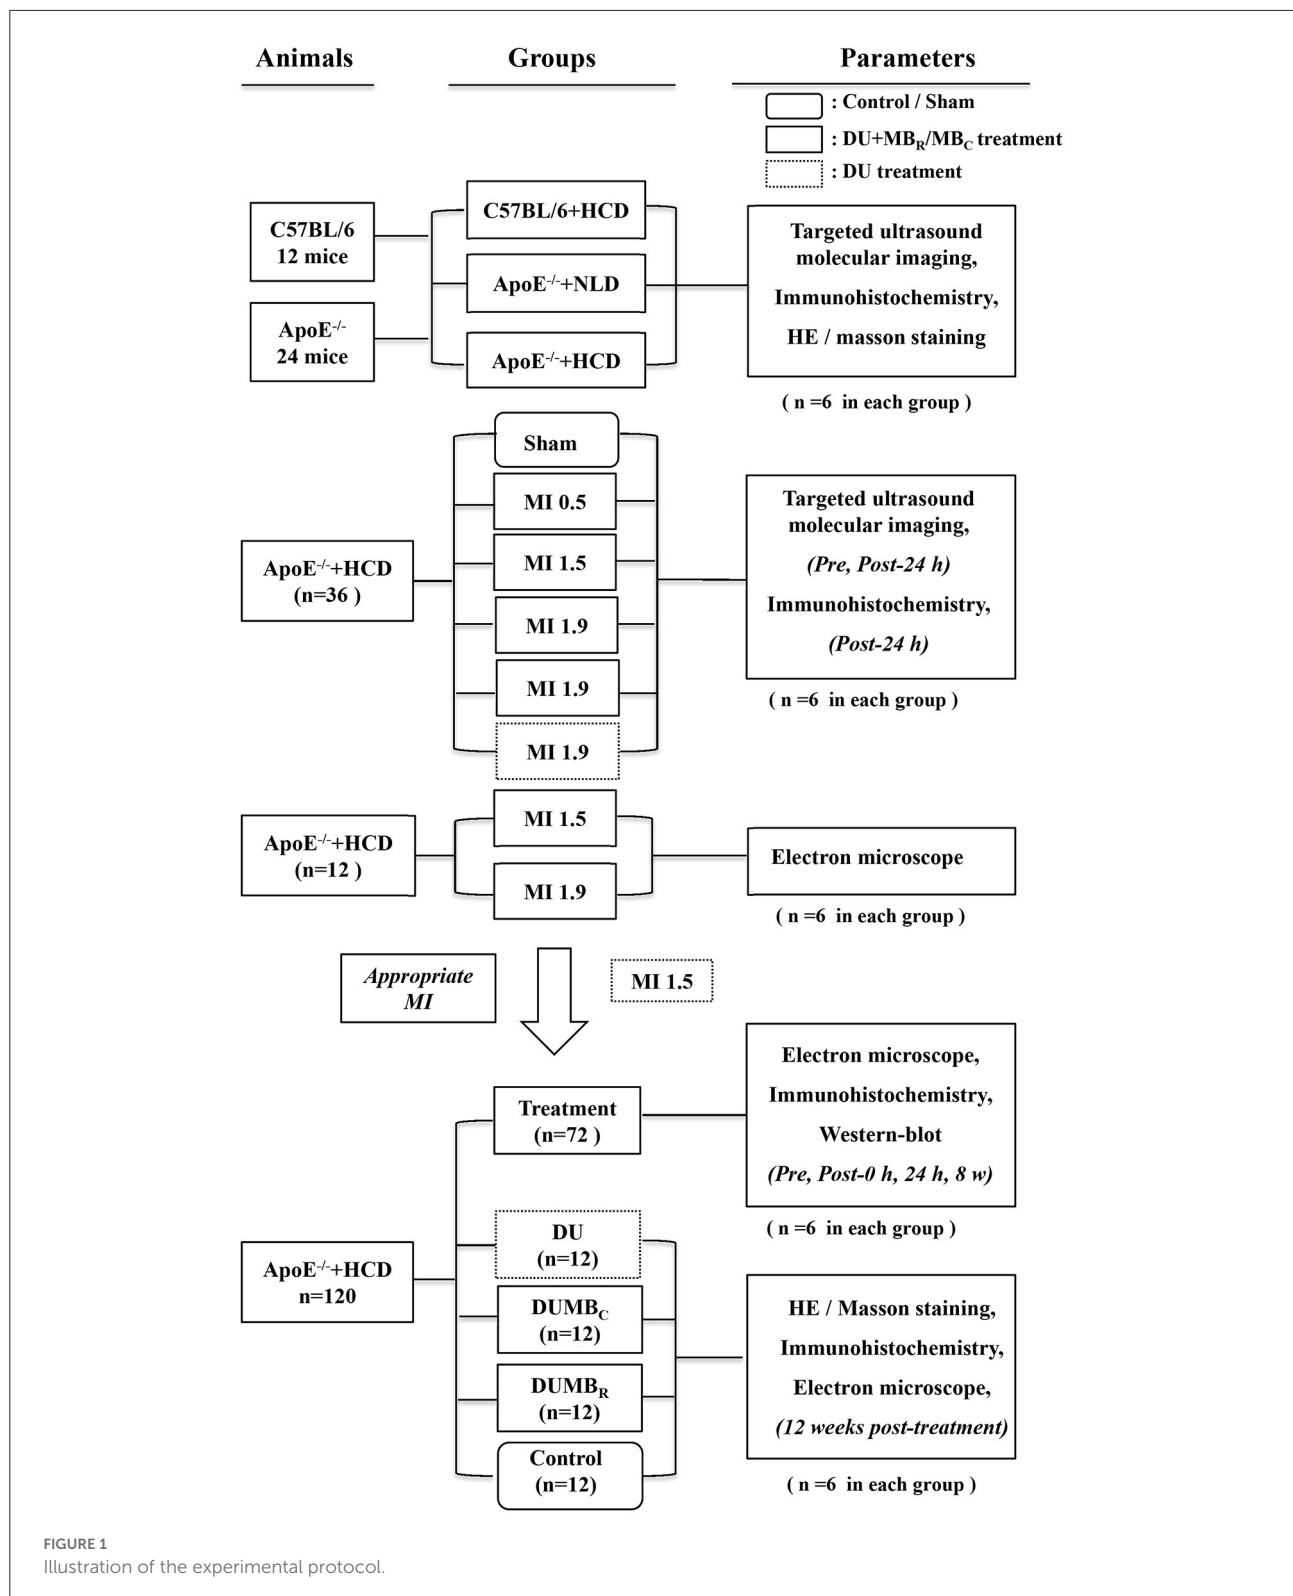 Animals
Groups
Parameters
: Control / Sham
: DU+MB_R/MB_C treatment
: DU treatment
C57BL/6
12 mice
ApoE^-/-
24 mice
C57BL/6+HCD
ApoE^-/-+NLD
ApoE^-/-+HCD
Targeted ultrasound
molecular imaging,
Immunohistochemistry,
HE / masson staining
( n =6 in each group )
ApoE^-/-+HCD
(n=36 )
Sham
MI 0.5
MI 1.5
MI 1.9
MI 1.9
MI 1.9
Targeted ultrasound
molecular imaging,
(Pre, Post-24 h)
Immunohistochemistry,
(Post-24 h)
( n =6 in each group )
ApoE^-/-+HCD
(n=12 )
MI 1.5
MI 1.9
Electron microscope
( n =6 in each group )
Appropriate
MI
MI 1.5
ApoE^-/-+HCD
n=120
Treatment
(n=72 )
Electron microscope,
Immunohistochemistry,
Western-blot
(Pre, Post-0 h, 24 h, 8 w)
( n =6 in each group )
DU
(n=12)
DUMB_C
(n=12)
DUMB_R
(n=12)
Control
(n=12)
HE / Masson staining,
Immunohistochemistry,
Electron microscope,
(12 weeks post-treatment)
( n =6 in each group )
FIGURE 1
Illustration of the experimental protocol.